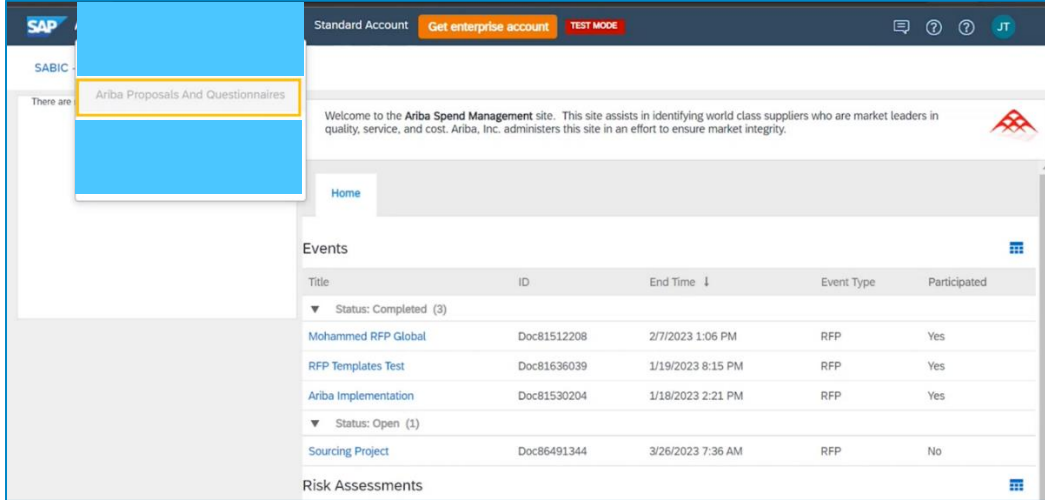 SAP Standard Account Get enterprise account TEST MODE JT
SABIC -
Ariba Proposals And Questionnaires
There are
Welcome to the Ariba Spend Management site. This site assists in identifying world class suppliers who are market leaders in
quality, service, and cost. Ariba, Inc. administers this site in an effort to ensure market integrity.
Home
Events
Title ID End Time ↓ Event Type Participated
▼ Status: Completed (3)
Mohammed RFP Global Doc81512208 2/7/2023 1:06 PM RFP Yes
RFP Templates Test Doc81636039 1/19/2023 8:15 PM RFP Yes
Ariba Implementation Doc81530204 1/18/2023 2:21 PM RFP Yes
▼ Status: Open (1)
Sourcing Project Doc86491344 3/26/2023 7:36 AM RFP No
Risk Assessments